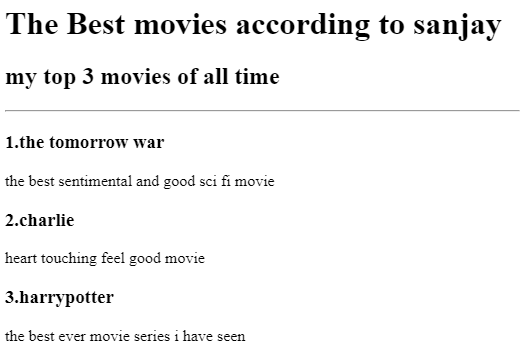 The Best movies according to sanjay
my top 3 movies of all time
1.the tomorrow war
the best sentimental and good sci fi movie
2.charlie
heart touching feel good movie
3.harrypotter
the best ever movie series i have seen